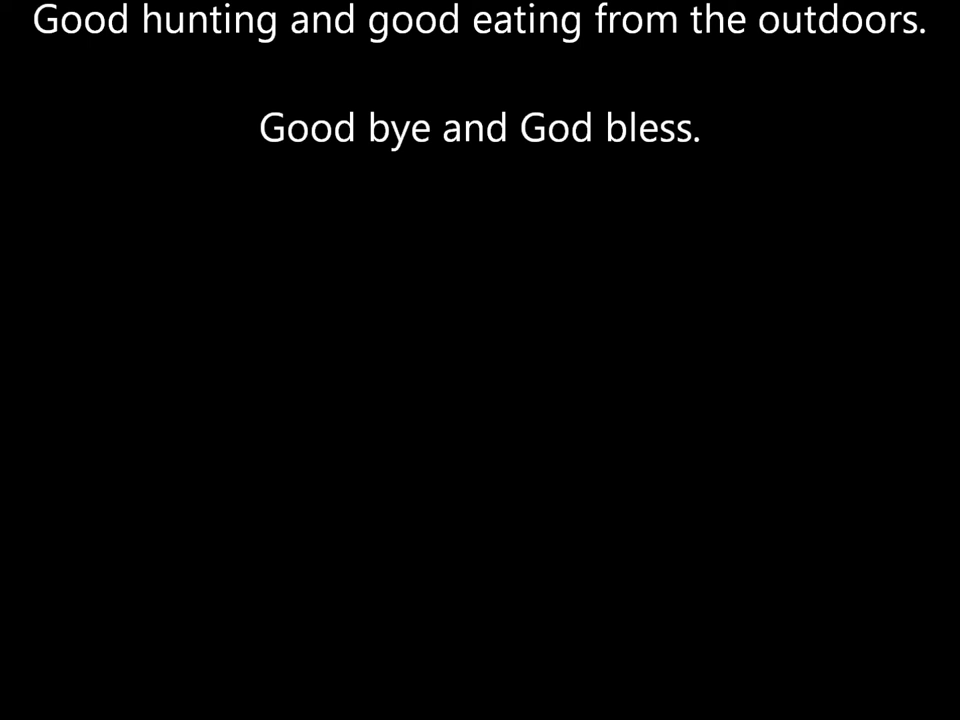 Good hunting and good eating from the outdoors.
Good bye and God bless.